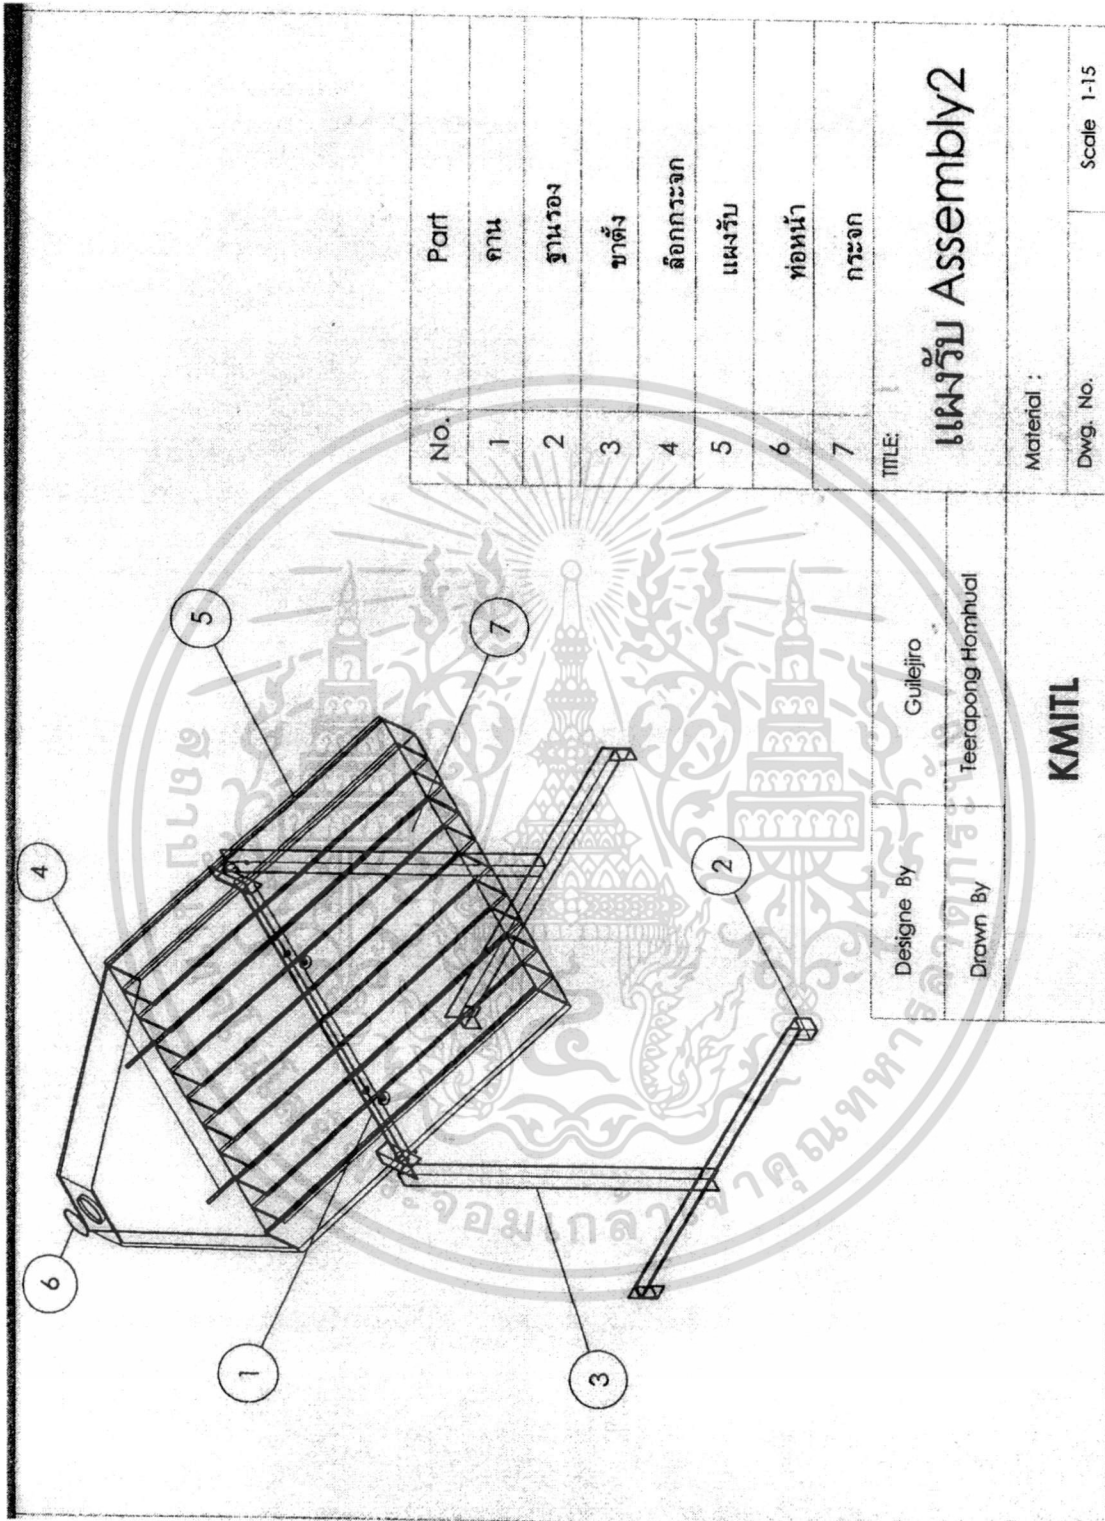 4
5
6
7
1
2
3
No. Part
1 คาน
2 ฐานรอง
3 ขาตั้ง
4 ล๊อกกระจก
5 แผงรับ
6 ท่อหน้า
7 กระจก
Designe By Guilejiro
Drawn By Teerapong Homhual
KMITL
TITLE:
แผงรับ Assembly2
Material :
Dwg. No. Scale 1-15